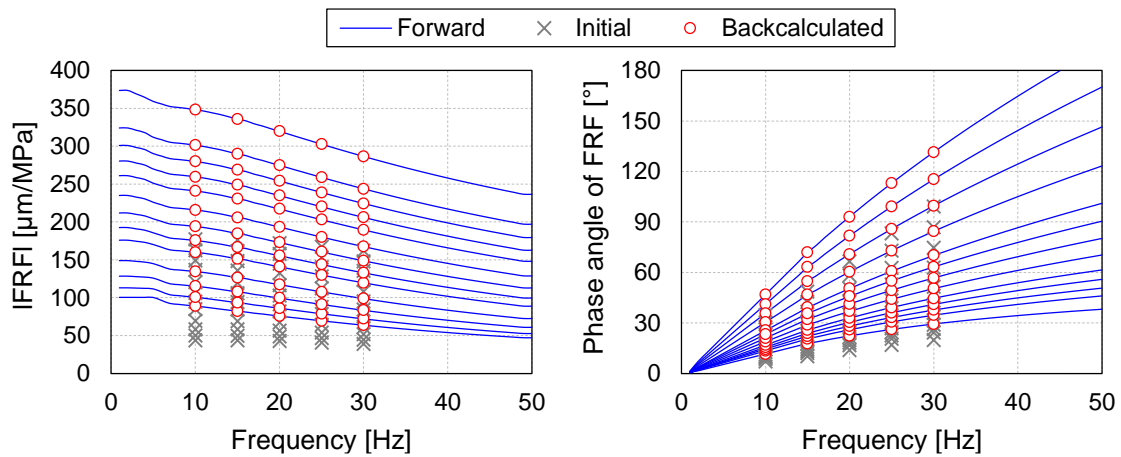 Forward Initial Backcalculated
400
350
300
250
200
150
100
50
0
|FRF| [µm/MPa]
0 10 20 30 40 50
Frequency [Hz]
180
150
120
90
60
30
0
Phase angle of FRF [°]
0 10 20 30 40 50
Frequency [Hz]